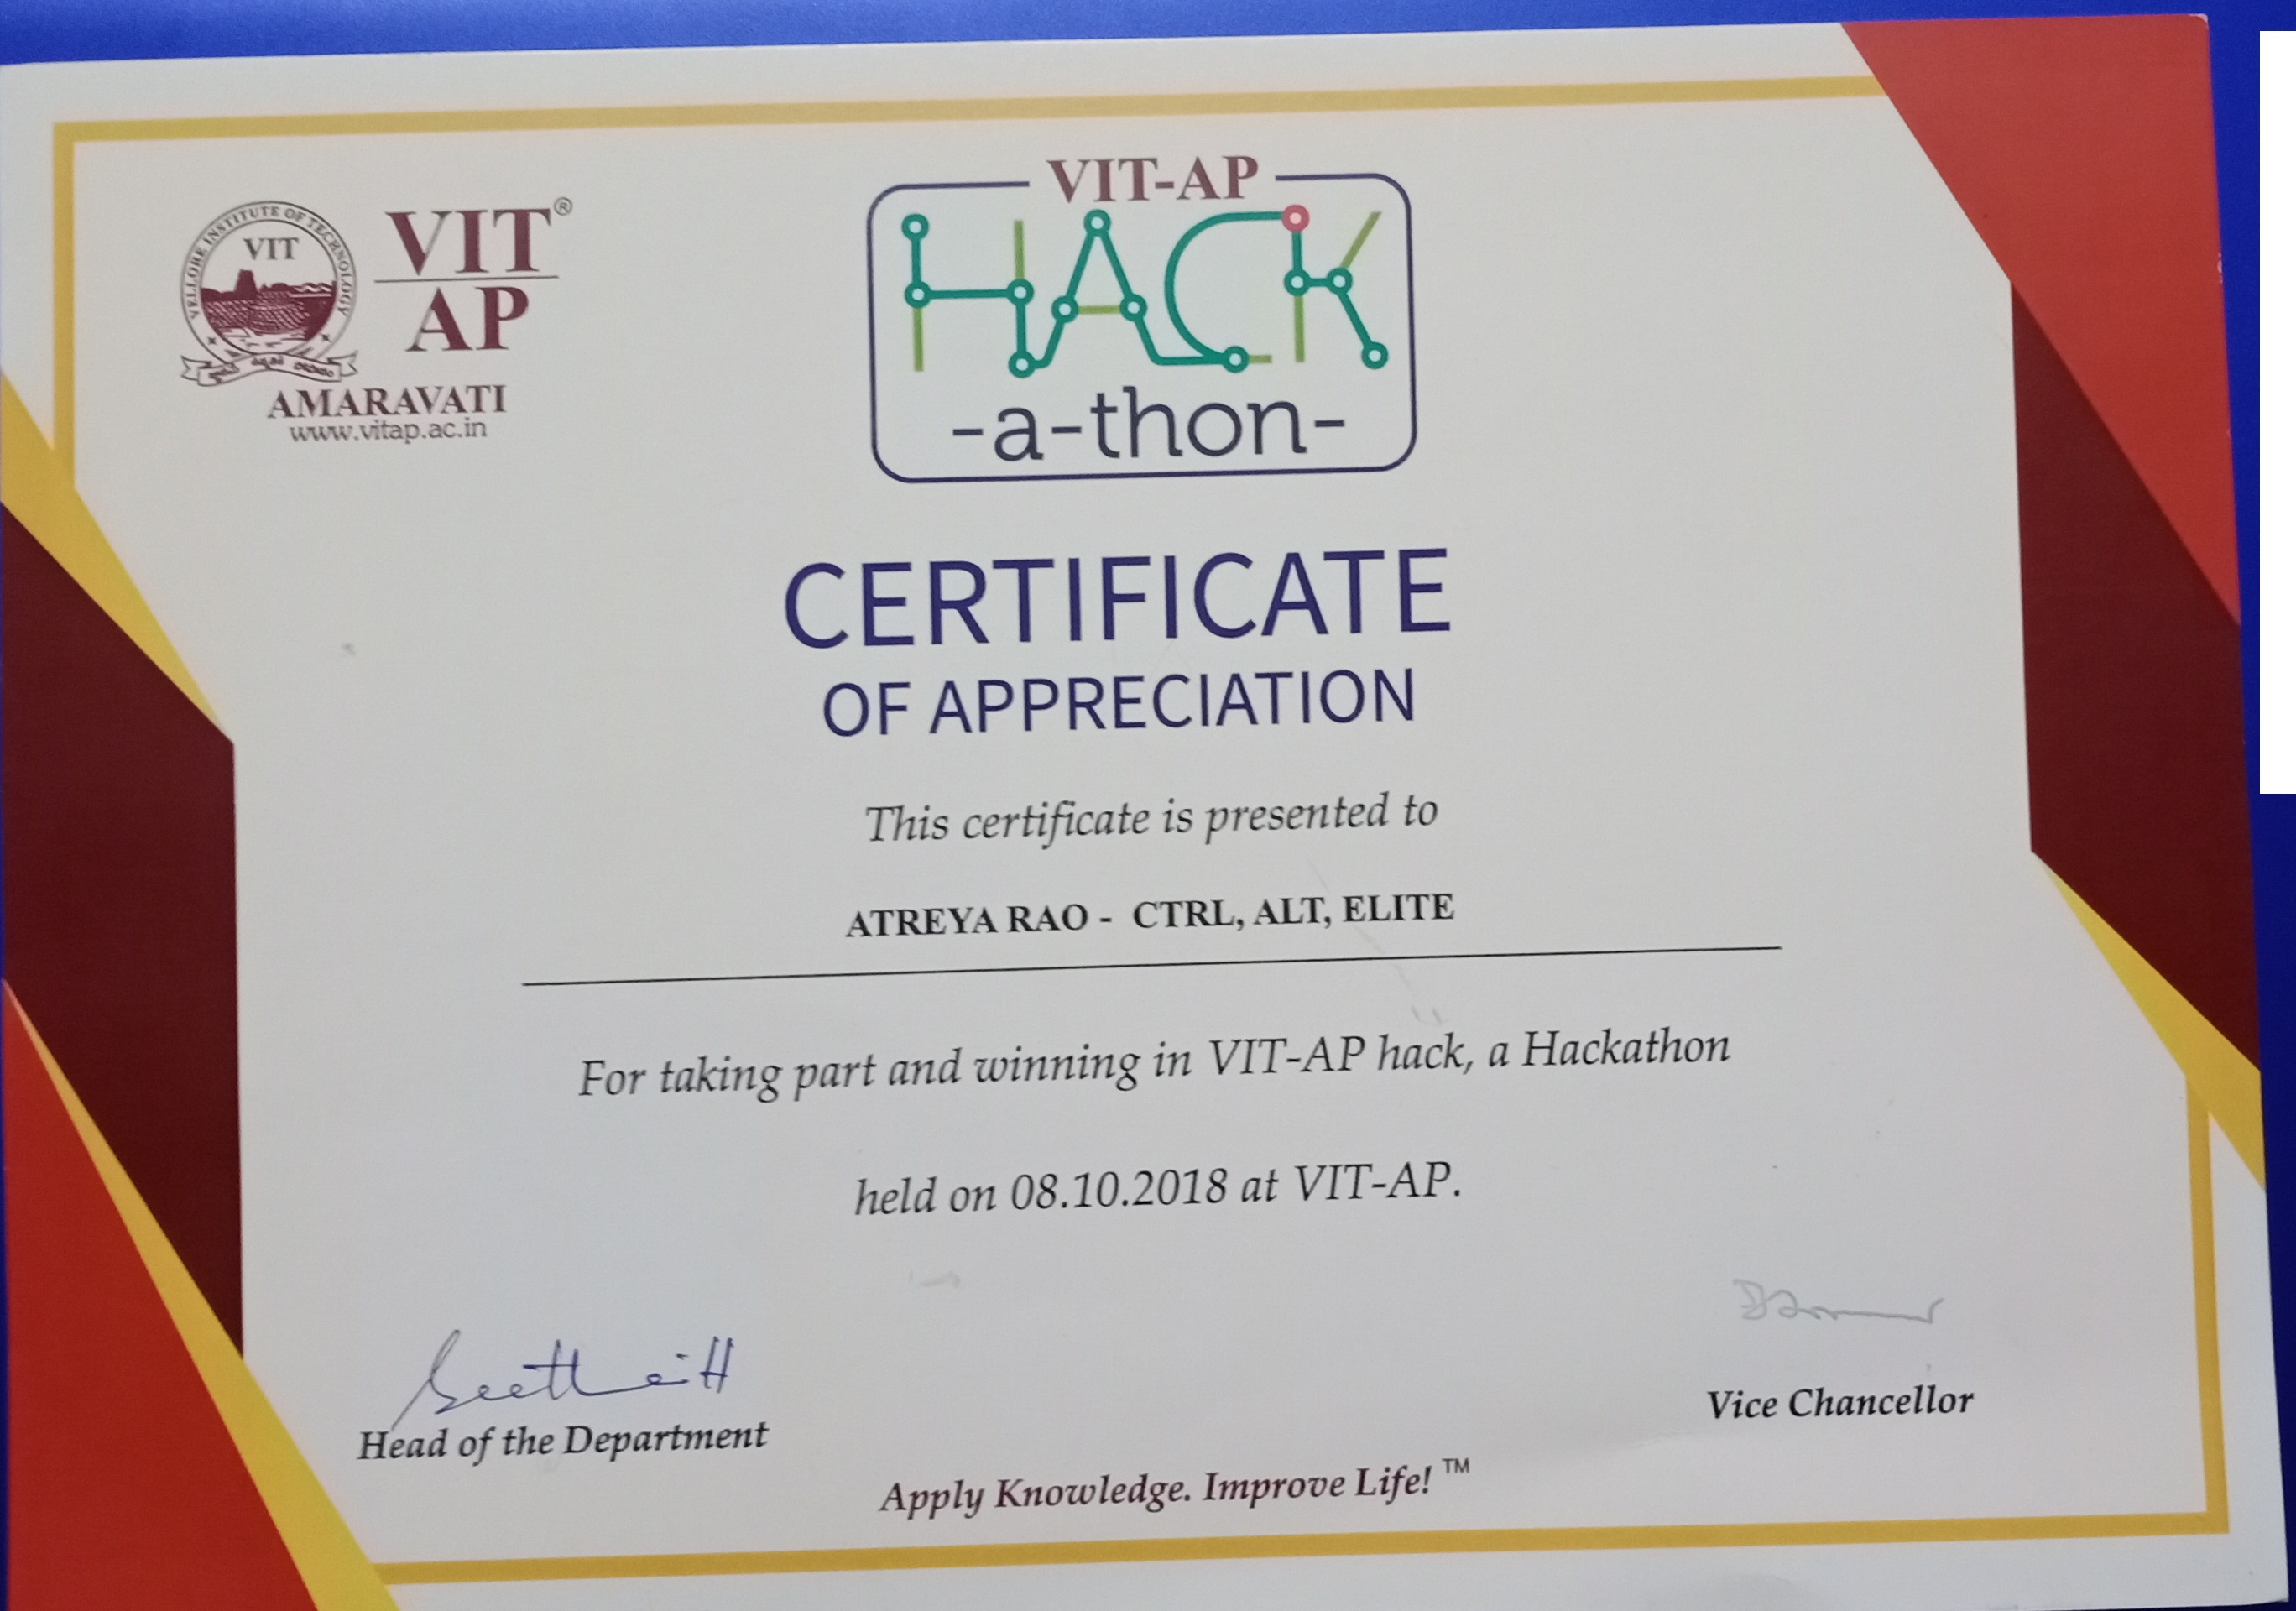 VELLORE INSTITUTE OF TECHNOLOGY
VIT
VIT®
AP
AMARAVATI
www.vitap.ac.in
VIT-AP
HACK
-a-thon-
CERTIFICATE
OF APPRECIATION
This certificate is presented to
ATREYA RAO - CTRL, ALT, ELITE
For taking part and winning in VIT-AP hack, a Hackathon
held on 08.10.2018 at VIT-AP.
Head of the Department
Vice Chancellor
Apply Knowledge. Improve Life! ™